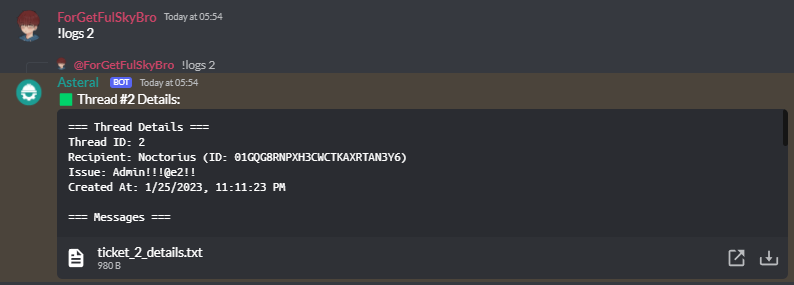 ForGetFulSkyBro Today at 05:54
!logs 2
@ForGetFulSkyBro !logs 2
Asteral BOT Today at 05:54
Thread #2 Details:
=== Thread Details ===
Thread ID: 2
Recipient: Noctorius (ID: 01GQG8RNPXH3CWCTKAXRTAN3Y6)
Issue: Admin!!!@e2!!
Created At: 1/25/2023, 11:11:23 PM
=== Messages ===
ticket_2_details.txt
980 B